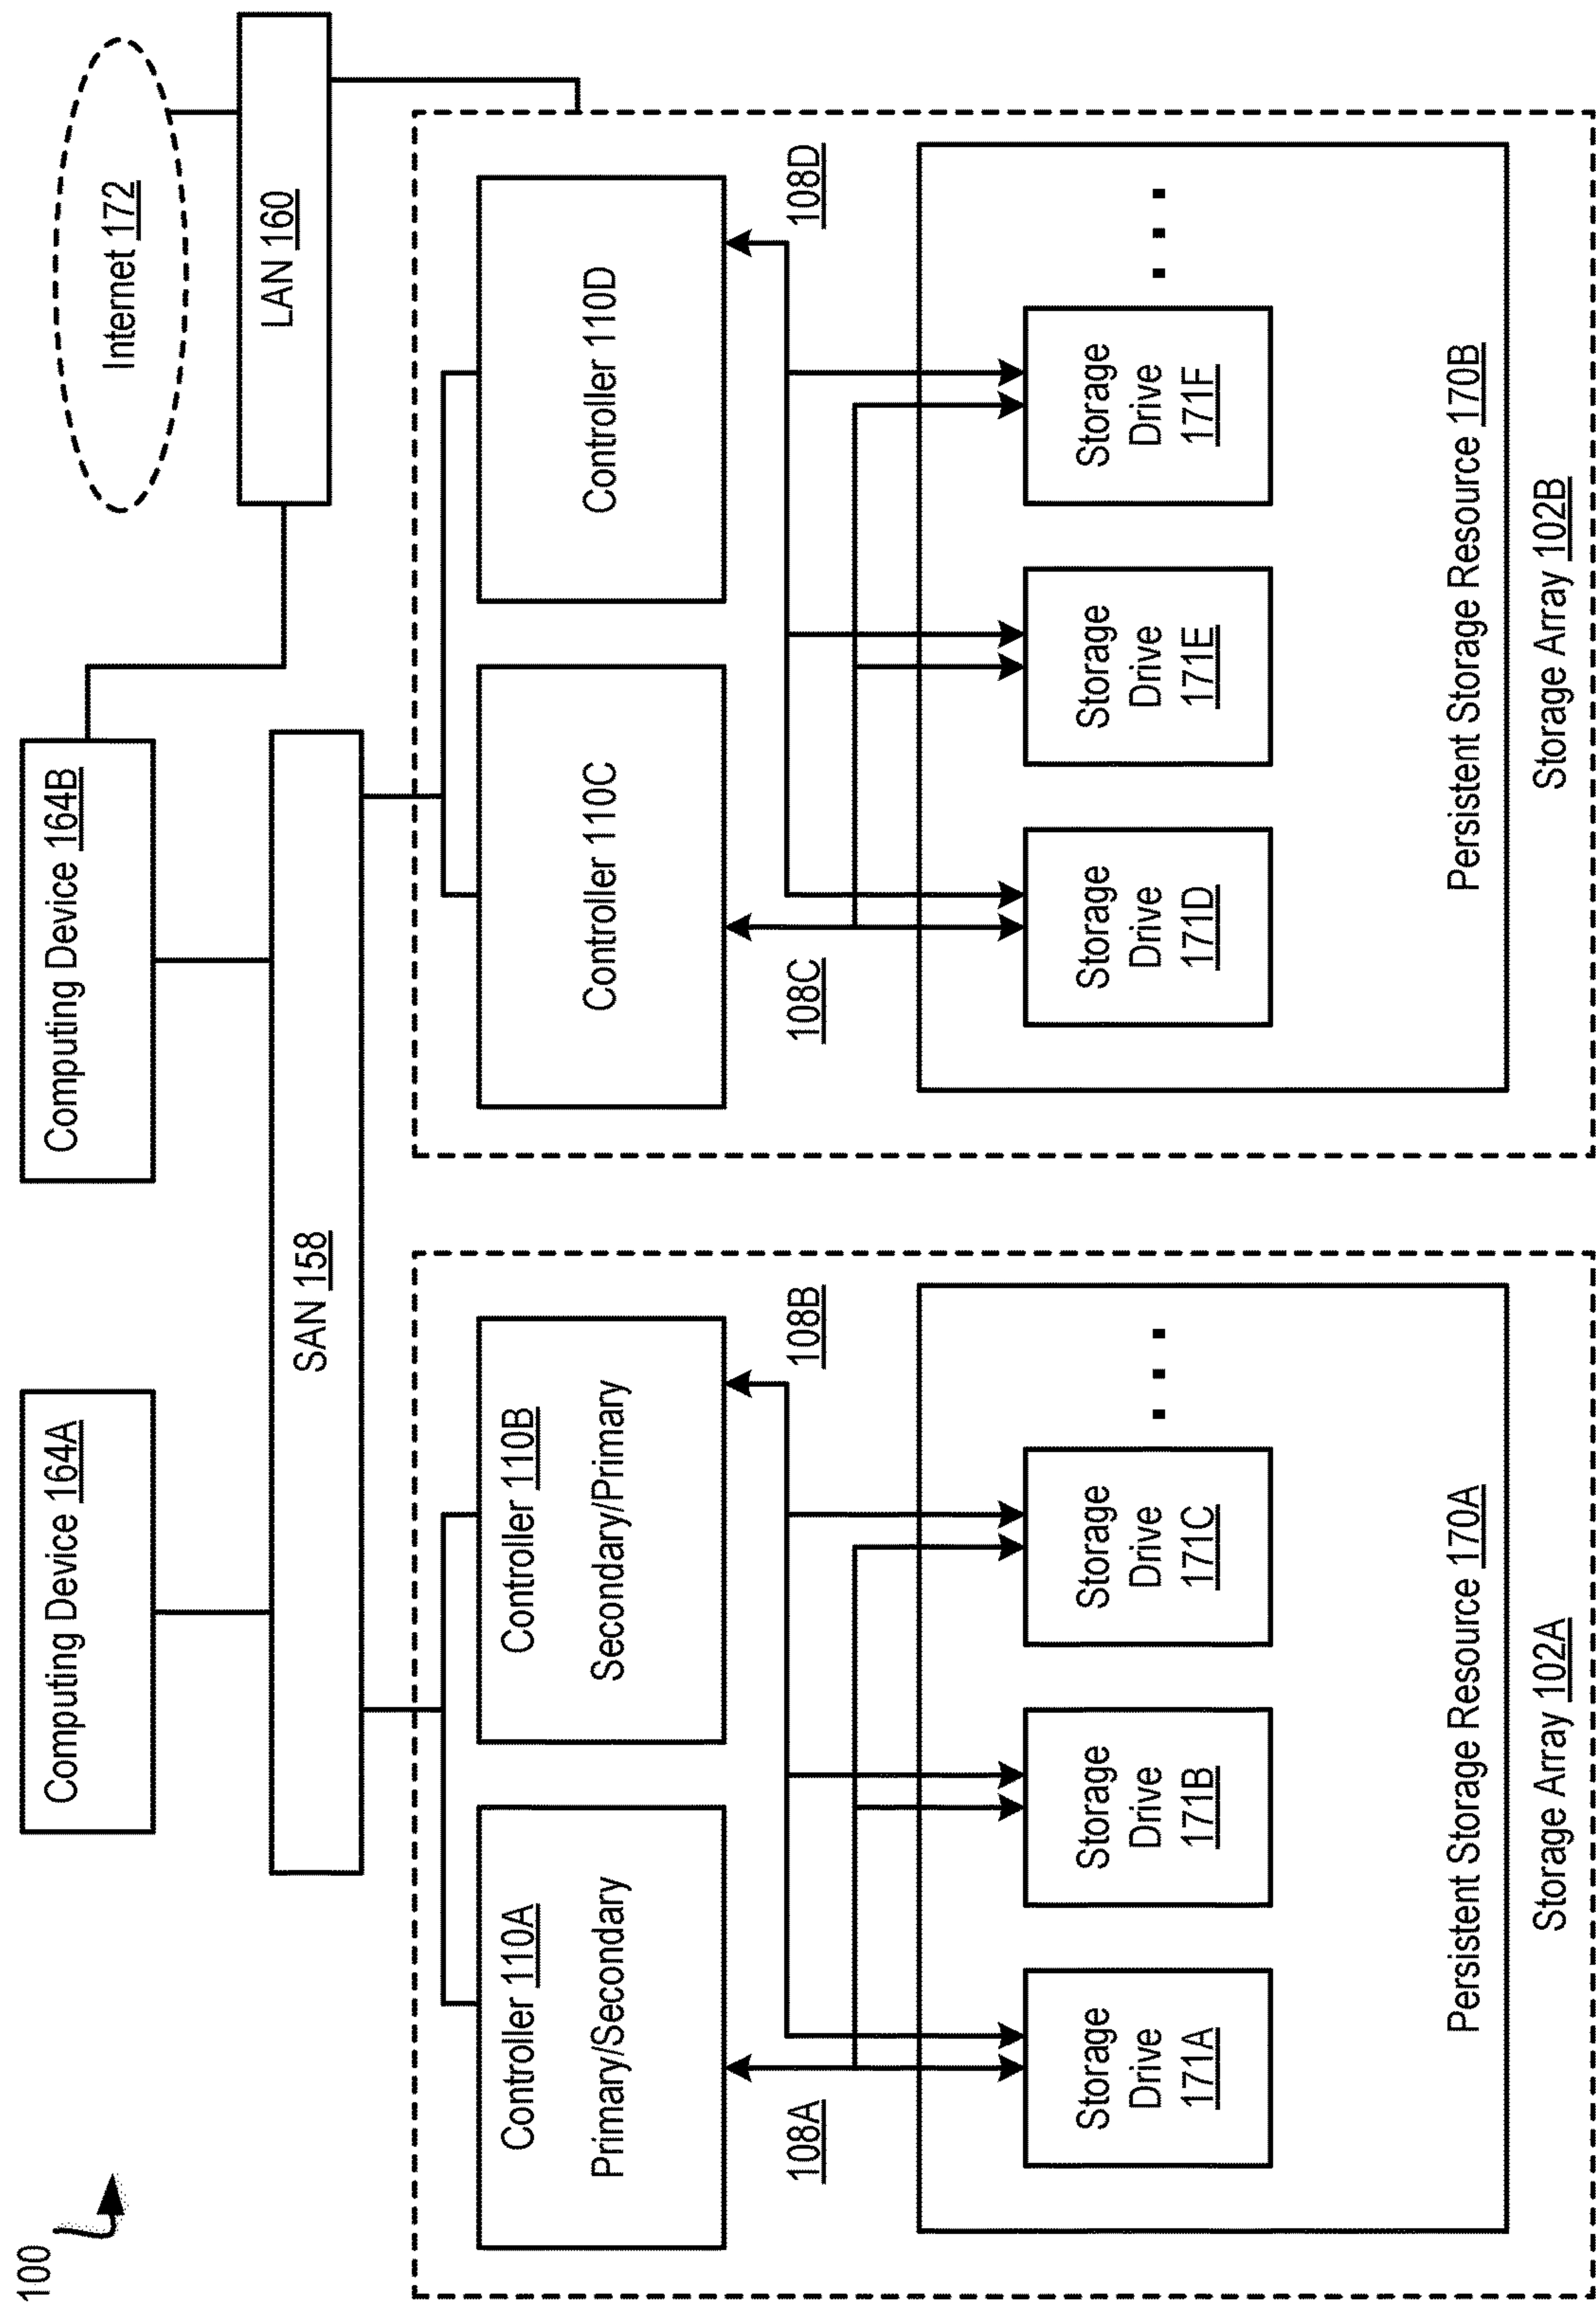 100
Computing Device 164A
Computing Device 164B
Internet 172
SAN 158
LAN 160
Controller 110A
Primary/Secondary
Controller 110B
Secondary/Primary
Controller 110C
Controller 110D
108A
108B
108C
108D
Storage
Drive
171A
Storage
Drive
171B
Storage
Drive
171C
Storage
Drive
171D
Storage
Drive
171E
Storage
Drive
171F
Persistent Storage Resource 170A
Persistent Storage Resource 170B
Storage Array 102A
Storage Array 102B